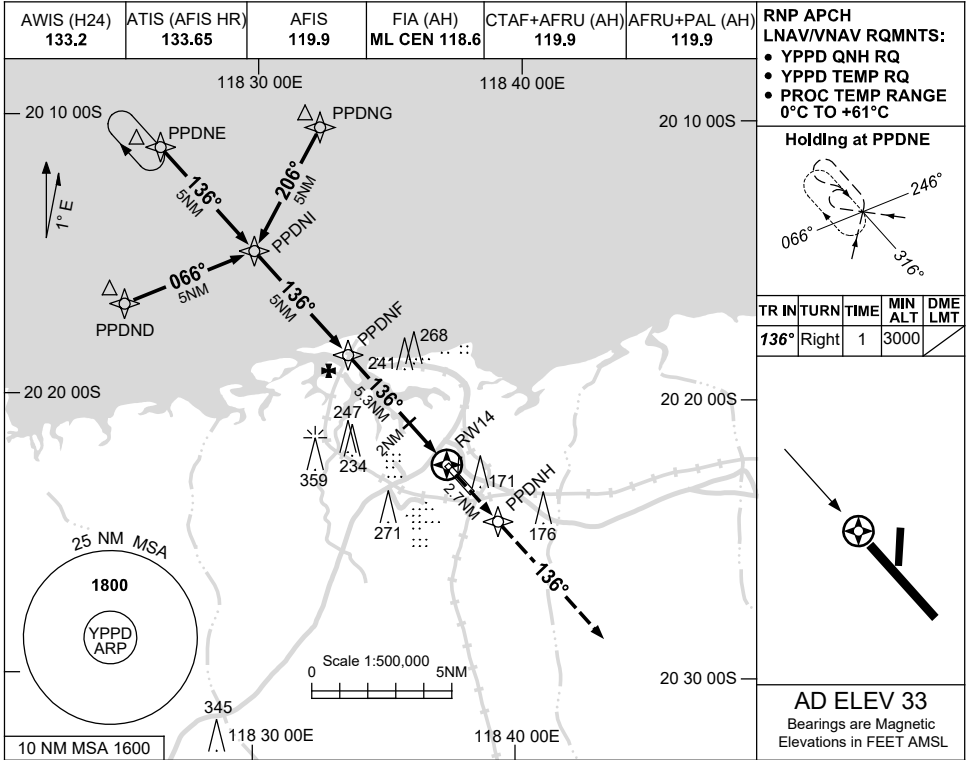 AWIS (H24)
133.2
ATIS (AFIS HR)
133.65
AFIS
119.9
FIA (AH)
ML CEN 118.6
CTAF+AFRU (AH)
119.9
AFRU+PAL (AH)
119.9
RNP APCH
LNAV/VNAV RQMNTS:
• YPPD QNH RQ
• YPPD TEMP RQ
• PROC TEMP RANGE
0°C TO +61°C
118 30 00E
118 40 00E
20 10 00S
20 10 00S
PPDNE
PPDNG
136°
5NM
206°
5NM
1° E
PPDNI
066°
5NM
PPDND
136°
5NM
PPDNF
268
241
20 20 00S
20 20 00S
136°
5.3NM
2NM
247
234
359
RW14
171
2.7NM
PPDNH
271
176
136°
25 NM MSA
1800
YPPD
ARP
Scale 1:500,000
0
5NM
20 30 00S
345
118 30 00E
118 40 00E
10 NM MSA 1600
Holding at PPDNE
246°
066°
316°
TR IN
TURN
TIME
MIN
ALT
DME
LMT
136°
Right
1
3000
AD ELEV 33
Bearings are Magnetic
Elevations in FEET AMSL